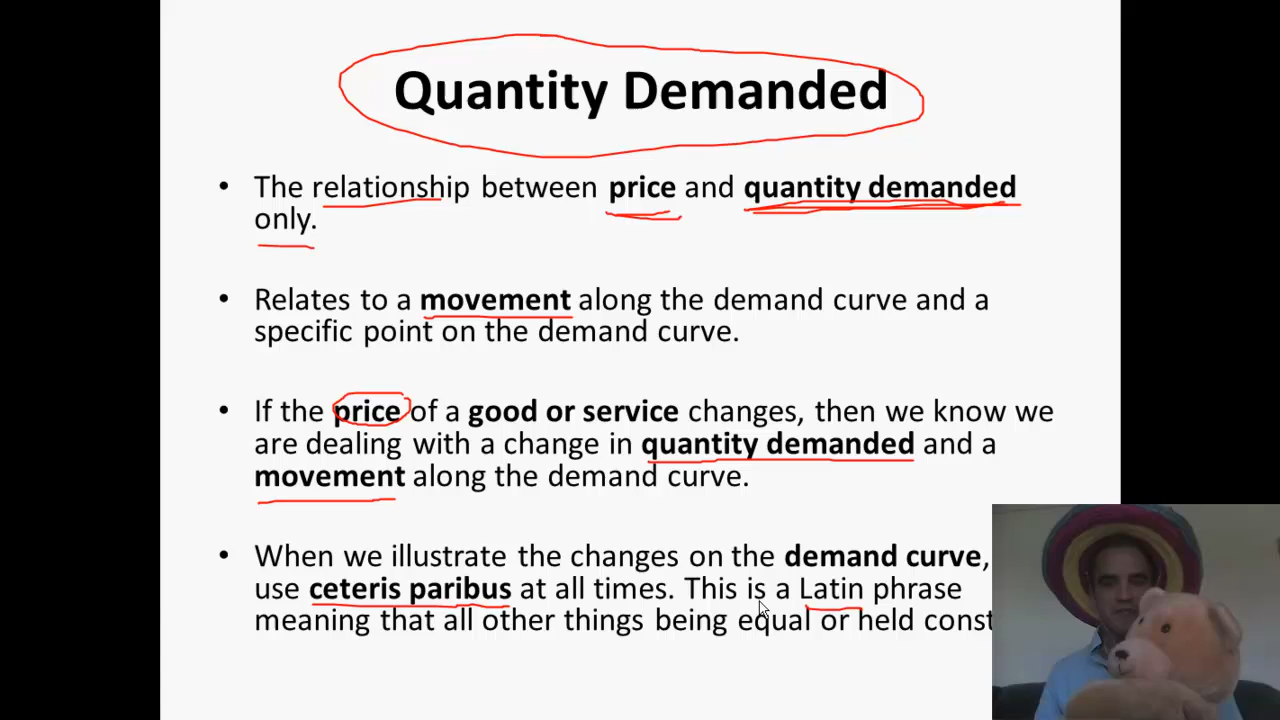 Quantity Demanded
• The relationship between price and quantity demanded
only.
• Relates to a movement along the demand curve and a
specific point on the demand curve.
• If the price of a good or service changes, then we know we
are dealing with a change in quantity demanded and a
movement along the demand curve.
• When we illustrate the changes on the demand curve,
use ceteris paribus at all times. This is a Latin phrase
meaning that all other things being equal or held const